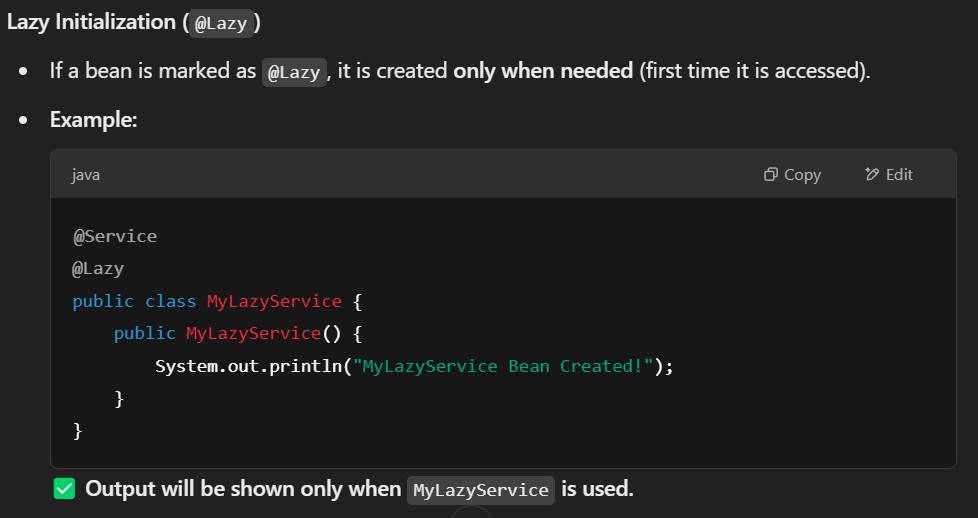 Lazy Initialization (@Lazy)
• If a bean is marked as @Lazy, it is created only when needed (first time it is accessed).
• Example:
java Copy Edit
@Service
@Lazy
public class MyLazyService {
    public MyLazyService() {
        System.out.println("MyLazyService Bean Created!");
    }
}
✅ Output will be shown only when MyLazyService is used.